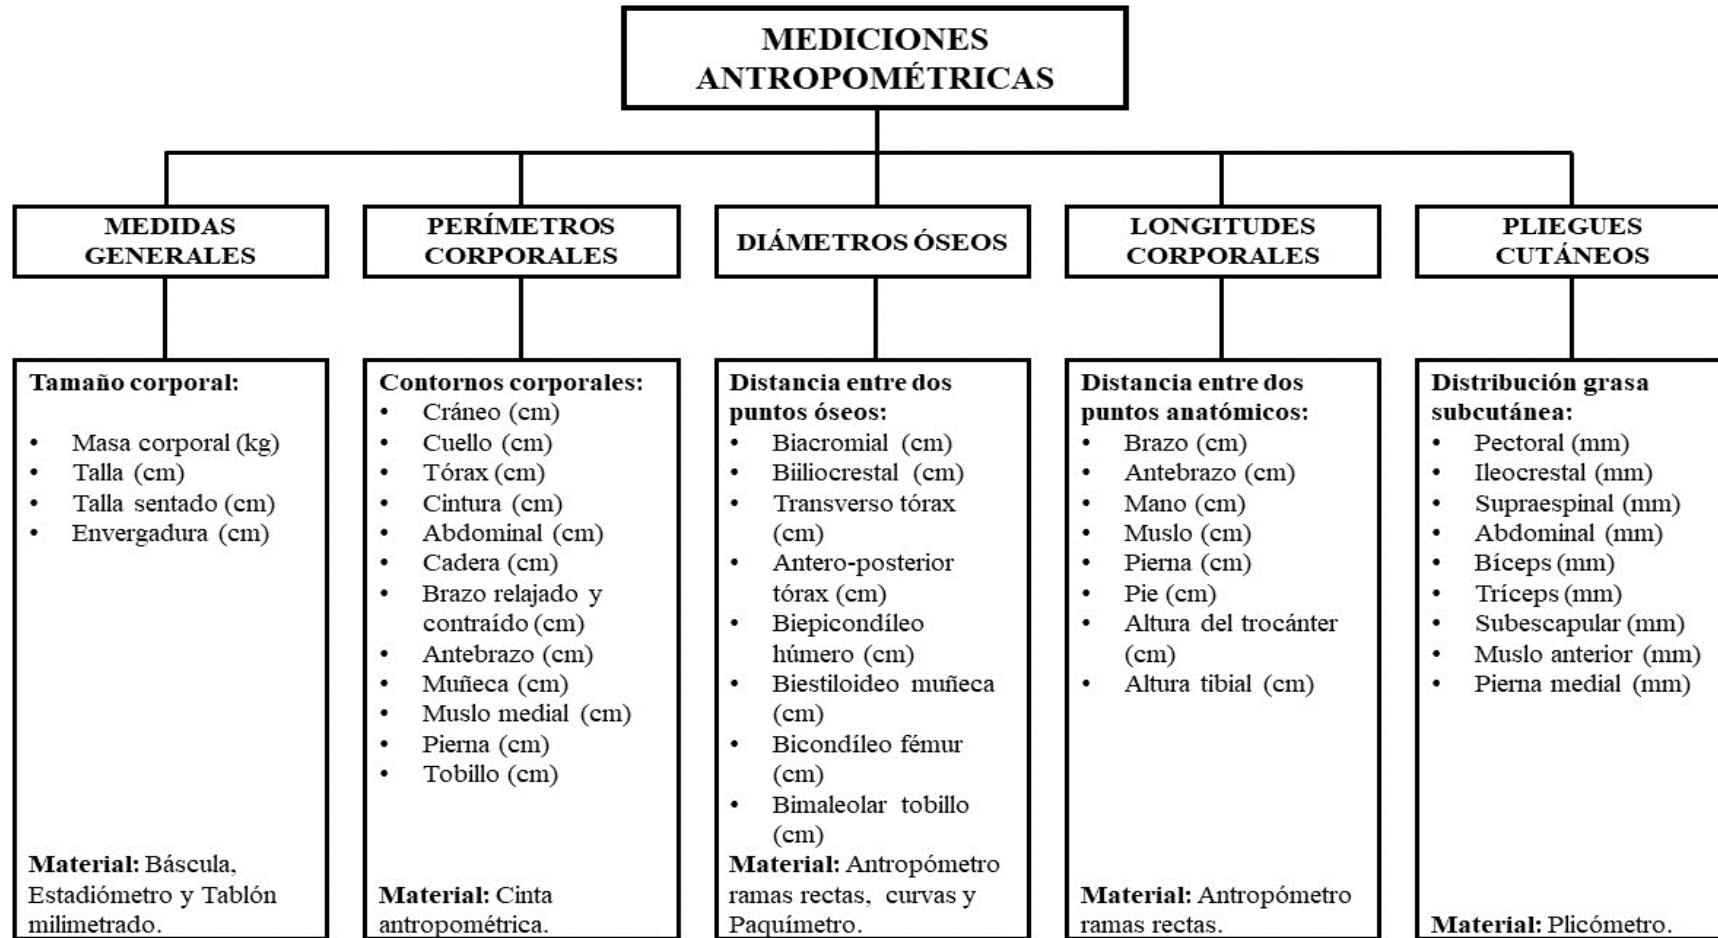 MEDICIONES
ANTROPOMÉTRICAS
MEDIDAS
GENERALES
PERÍMETROS
CORPORALES
DIÁMETROS ÓSEOS
LONGITUDES
CORPORALES
PLIEGUES
CUTÁNEOS
Tamaño corporal:
• Masa corporal (kg)
• Talla (cm)
• Talla sentado (cm)
• Envergadura (cm)
Material: Báscula,
Estadiómetro y Tablón
milimetrado.
Contornos corporales:
• Cráneo (cm)
• Cuello (cm)
• Tórax (cm)
• Cintura (cm)
• Abdominal (cm)
• Cadera (cm)
• Brazo relajado y
contraído (cm)
• Antebrazo (cm)
• Muñeca (cm)
• Muslo medial (cm)
• Pierna (cm)
• Tobillo (cm)
Material: Cinta
antropométrica.
Distancia entre dos
puntos óseos:
• Biacromial (cm)
• Biiliocrestal (cm)
• Transverso tórax
(cm)
• Antero-posterior
tórax (cm)
• Biepicondíleo
húmero (cm)
• Biestiloideo muñeca
(cm)
• Bicondíleo fémur
(cm)
• Bimaleolar tobillo
(cm)
Material: Antropómetro
ramas rectas, curvas y
Paquímetro.
Distancia entre dos
puntos anatómicos:
• Brazo (cm)
• Antebrazo (cm)
• Mano (cm)
• Muslo (cm)
• Pierna (cm)
• Pie (cm)
• Altura del trocánter
(cm)
• Altura tibial (cm)
Material: Antropómetro
ramas rectas.
Distribución grasa
subcutánea:
• Pectoral (mm)
• Ileocrestal (mm)
• Supraespinal (mm)
• Abdominal (mm)
• Bíceps (mm)
• Tríceps (mm)
• Subescapular (mm)
• Muslo anterior (mm)
• Pierna medial (mm)
Material: Plicómetro.